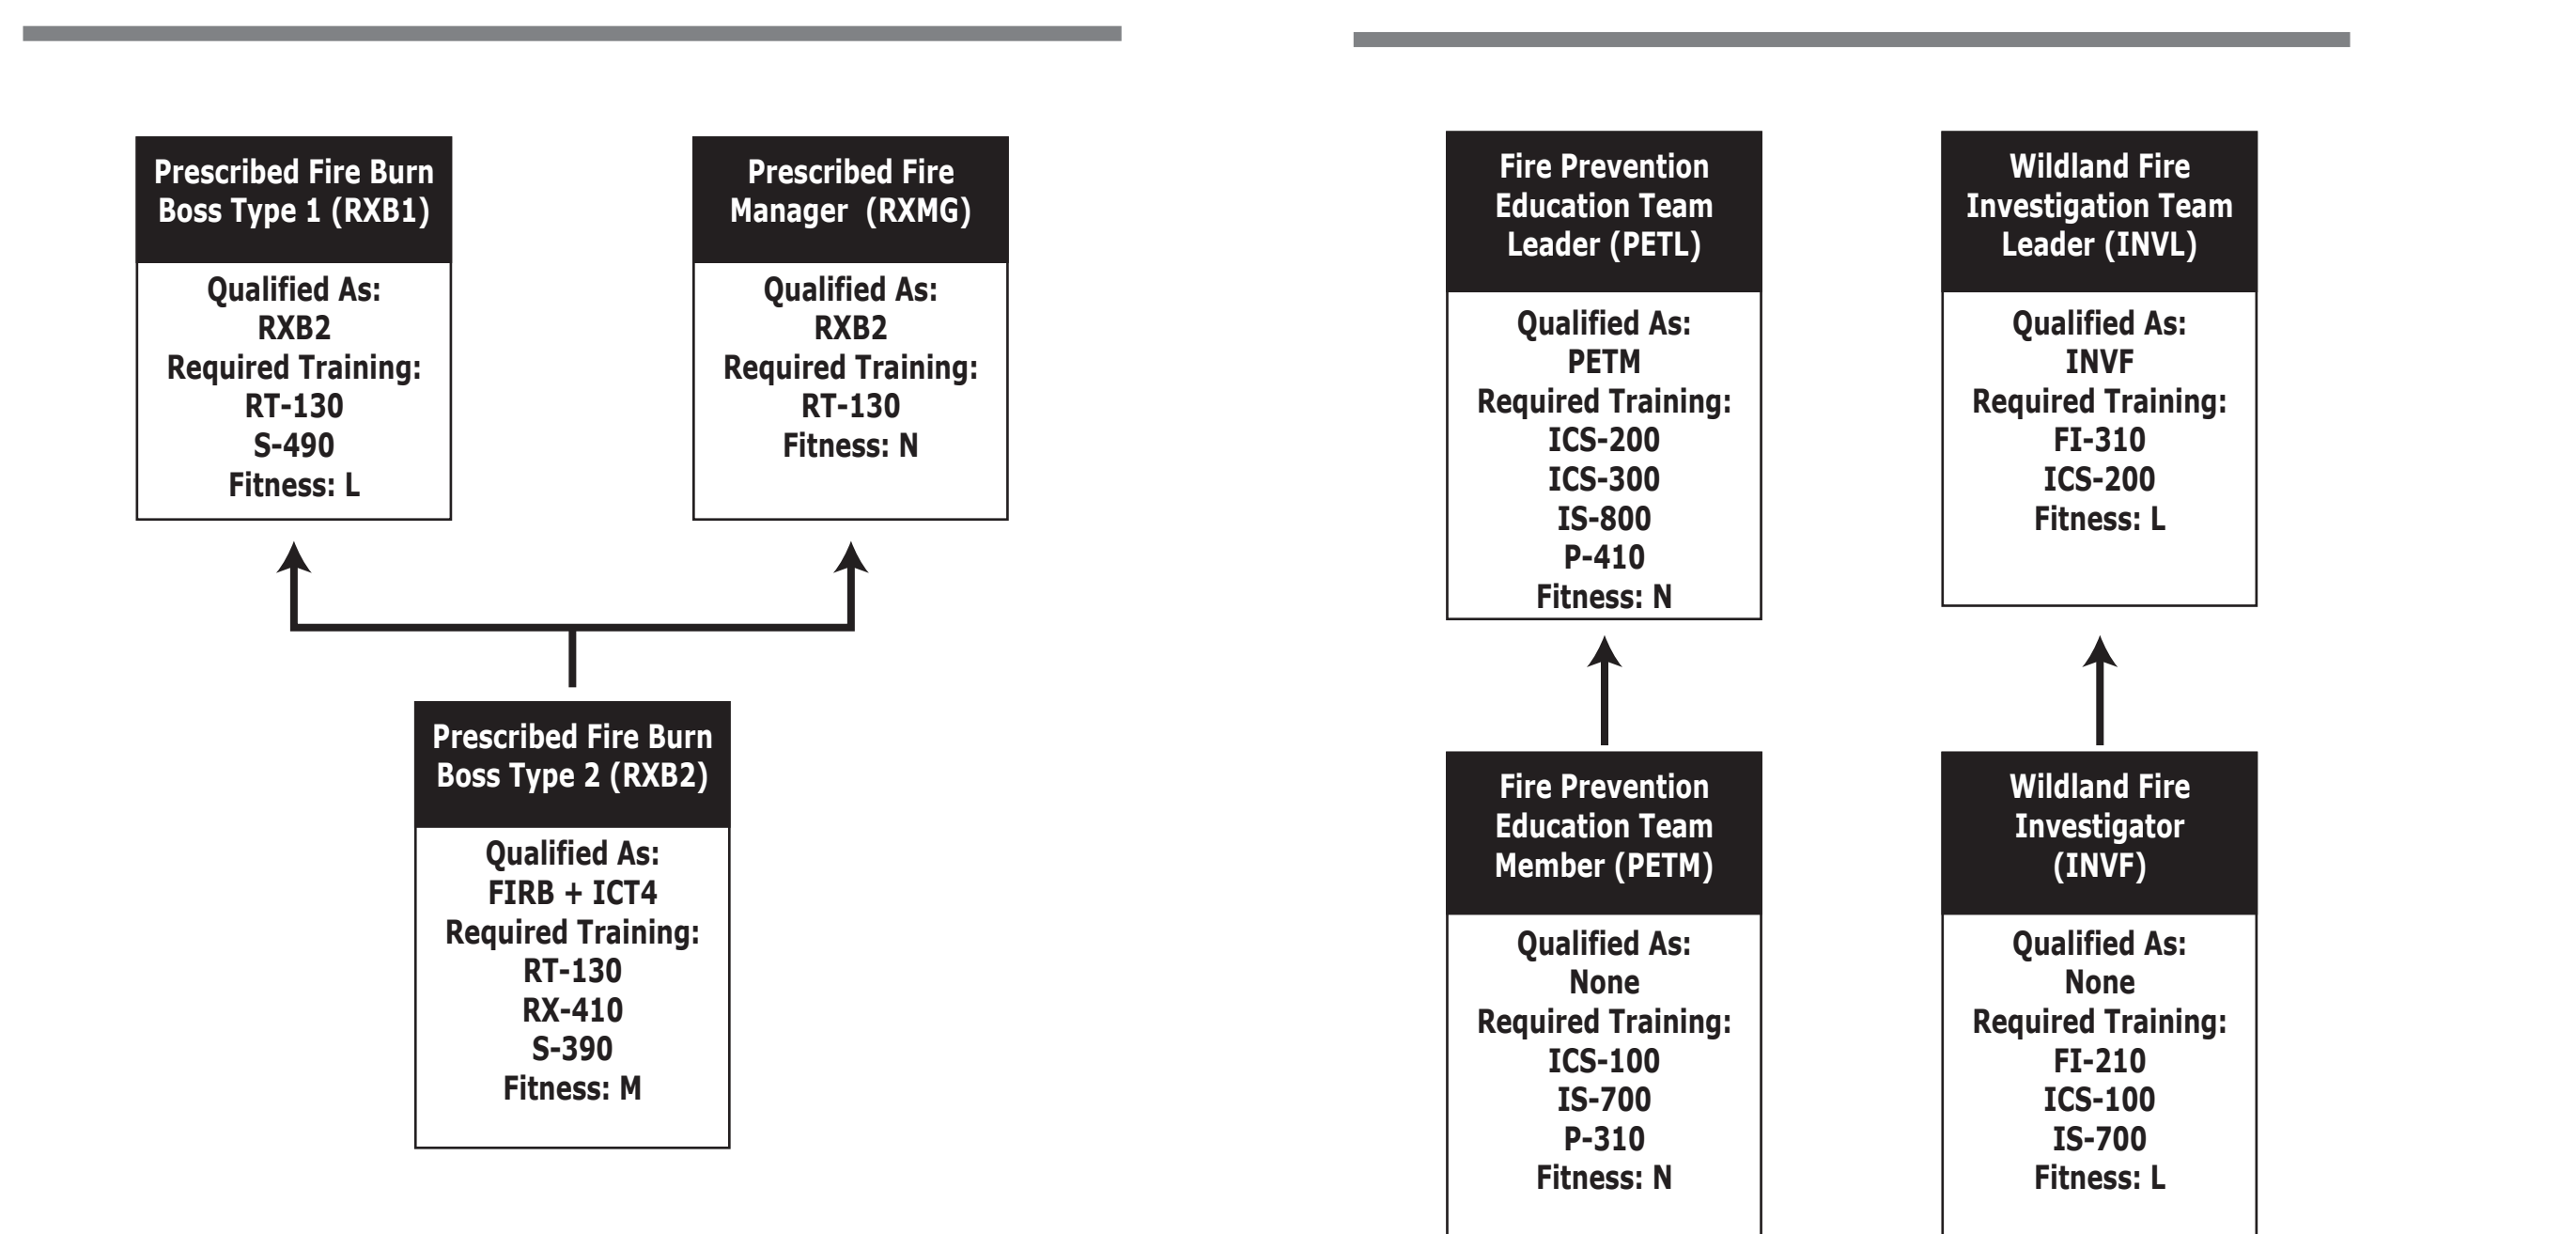 Prescribed Fire Burn
Boss Type 1 (RXB1)
Qualified As:
RXB2
Required Training:
RT-130
S-490
Fitness: L
Prescribed Fire
Manager (RXMG)
Qualified As:
RXB2
Required Training:
RT-130
Fitness: N
Prescribed Fire Burn
Boss Type 2 (RXB2)
Qualified As:
FIRB + ICT4
Required Training:
RT-130
RX-410
S-390
Fitness: M
Fire Prevention
Education Team
Leader (PETL)
Qualified As:
PETM
Required Training:
ICS-200
ICS-300
IS-800
P-410
Fitness: N
Wildland Fire
Investigation Team
Leader (INVL)
Qualified As:
INVF
Required Training:
FI-310
ICS-200
Fitness: L
Fire Prevention
Education Team
Member (PETM)
Qualified As:
None
Required Training:
ICS-100
IS-700
P-310
Fitness: N
Wildland Fire
Investigator
(INVF)
Qualified As:
None
Required Training:
FI-210
ICS-100
IS-700
Fitness: L